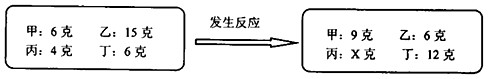 甲：6克 乙：15克
丙：4克 丁：6克
发生反应
甲：9克 乙：6克
丙：X克 丁：12克